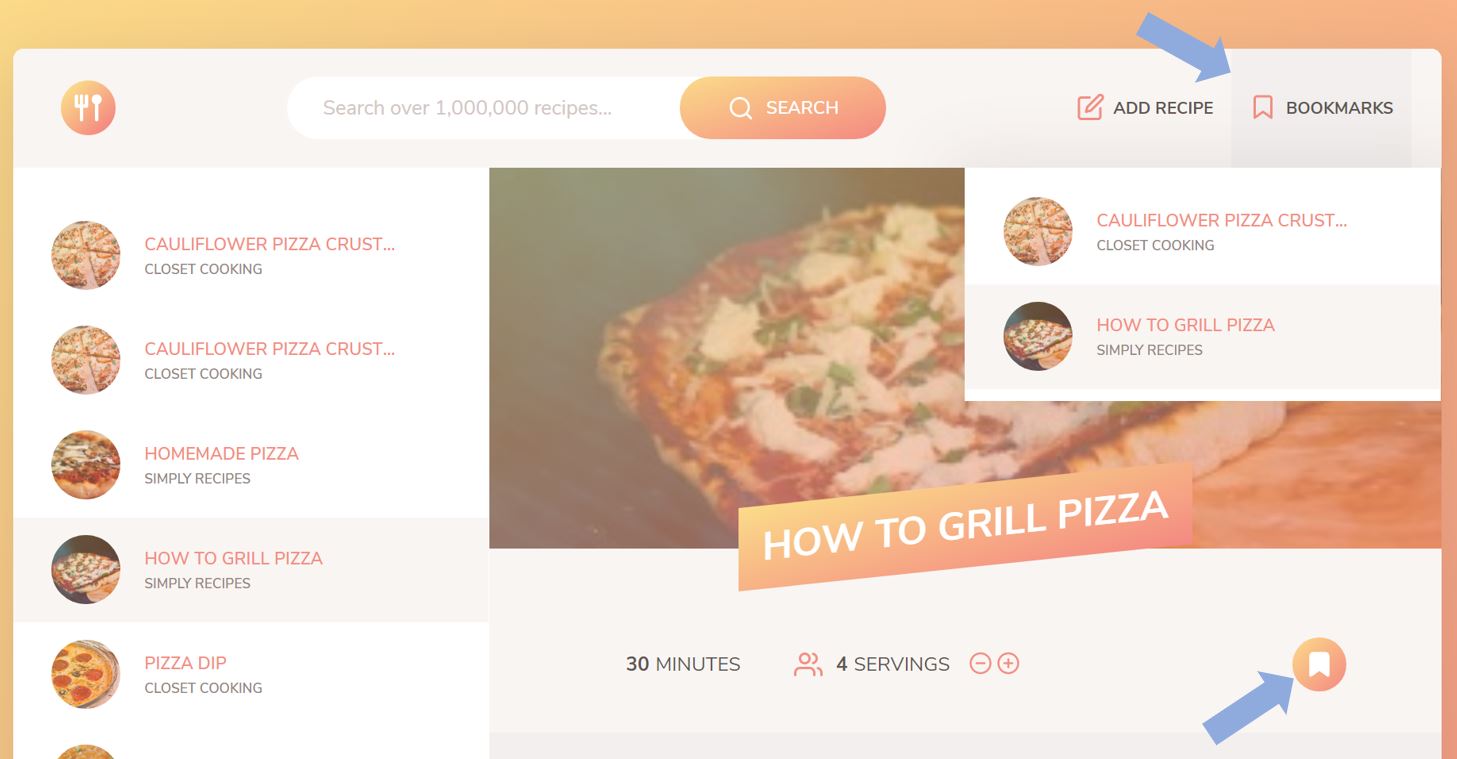 Search over 1,000,000 recipes...
SEARCH
ADD RECIPE
BOOKMARKS
CAULIFLOWER PIZZA CRUST...
CLOSET COOKING
CAULIFLOWER PIZZA CRUST...
CLOSET COOKING
HOMEMADE PIZZA
SIMPLY RECIPES
HOW TO GRILL PIZZA
SIMPLY RECIPES
PIZZA DIP
CLOSET COOKING
CAULIFLOWER PIZZA CRUST...
CLOSET COOKING
HOW TO GRILL PIZZA
SIMPLY RECIPES
HOW TO GRILL PIZZA
30 MINUTES
4 SERVINGS